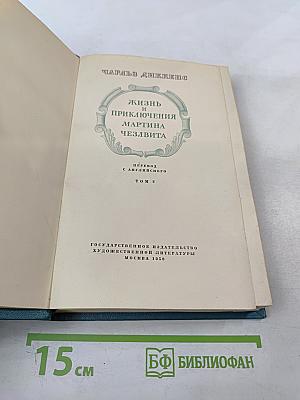 ЧАРЛЬЗ ДИККЕНС
ЖИЗНЬ
И
ПРИКЛЮЧЕНИЯ
МАРТИНА
ЧЕЗЛВИТА
ПЕРЕВОД
С АНГЛИЙСКОГО
ТОМ I
ГОСУДАРСТВЕННОЕ ИЗДАТЕЛЬСТВО
ХУДОЖЕСТВЕННОЙ ЛИТЕРАТУРЫ
МОСКВА 1950
15 см
БФ БИБЛИОФАН